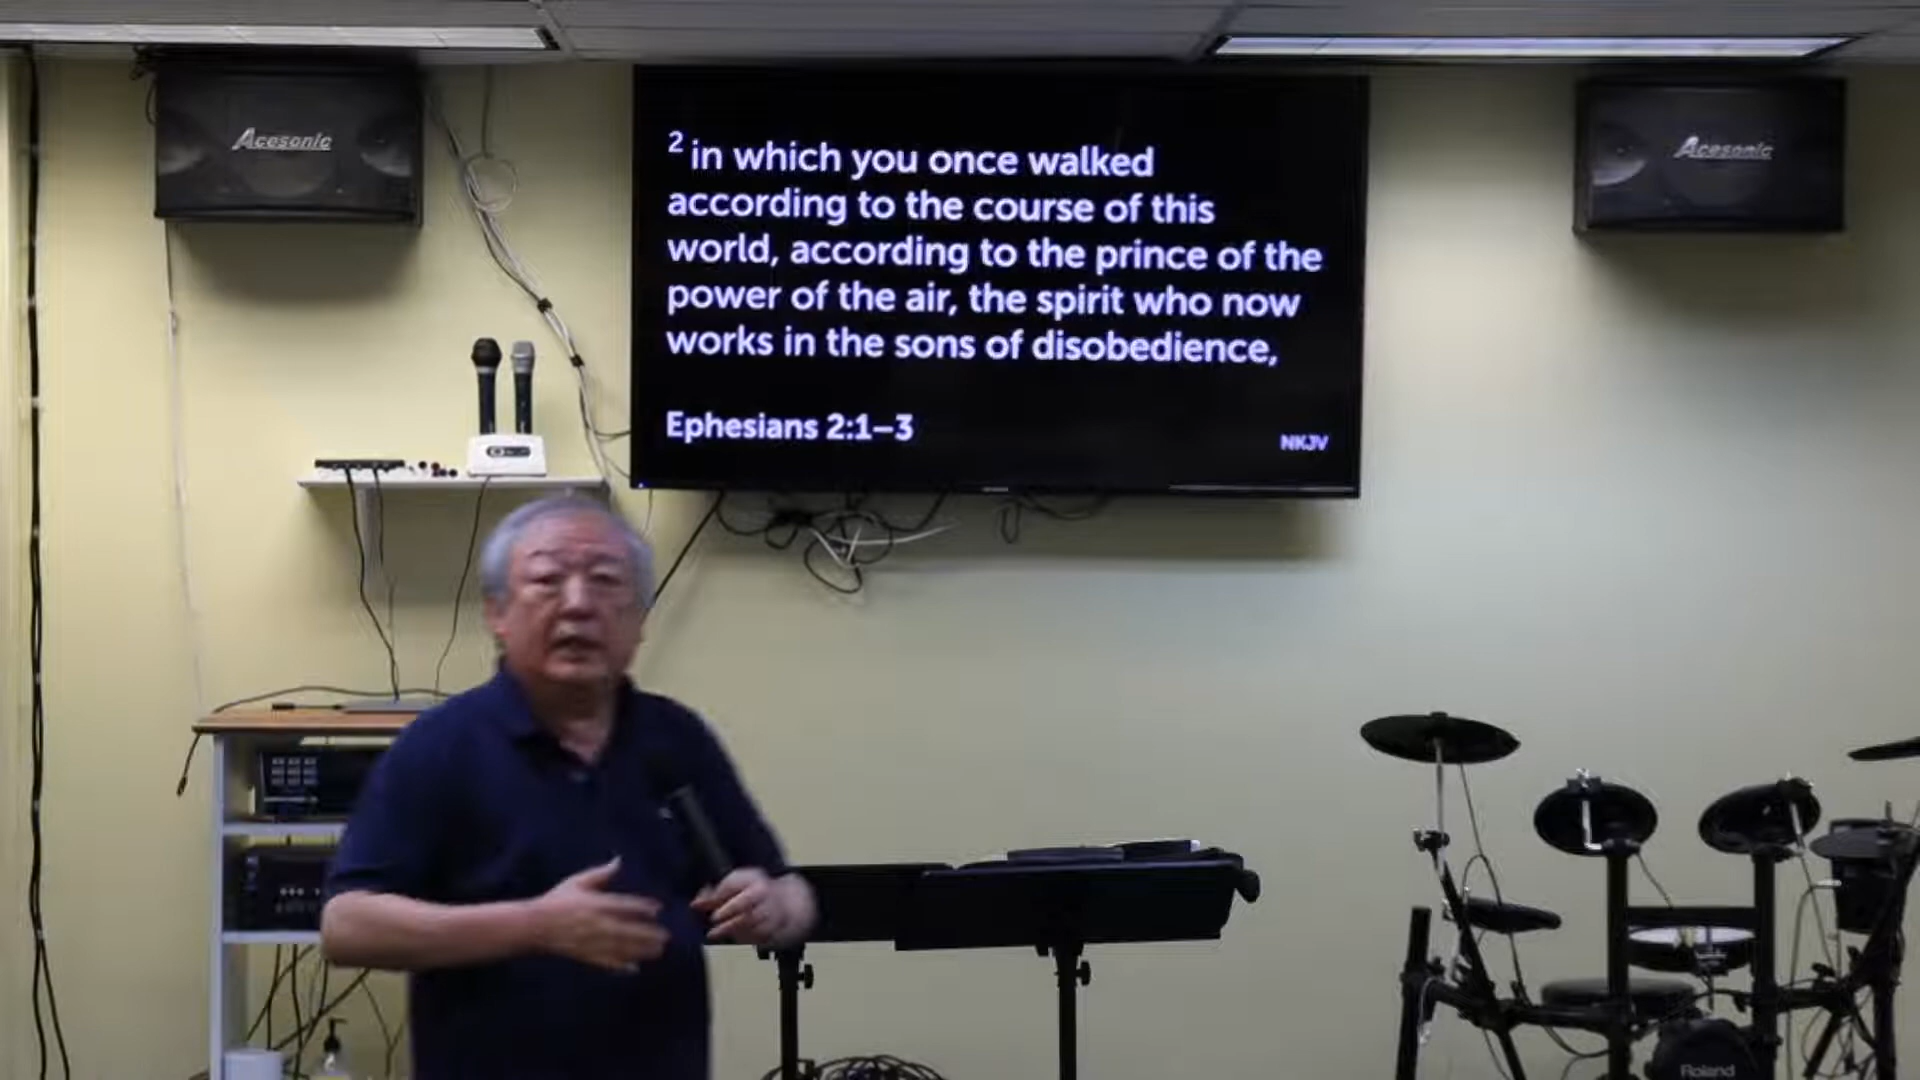 Acesonic
Acesonic
2 in which you once walked
according to the course of this
world, according to the prince of the
power of the air, the spirit who now
works in the sons of disobedience,
Ephesians 2:1–3
NKJV
Roland